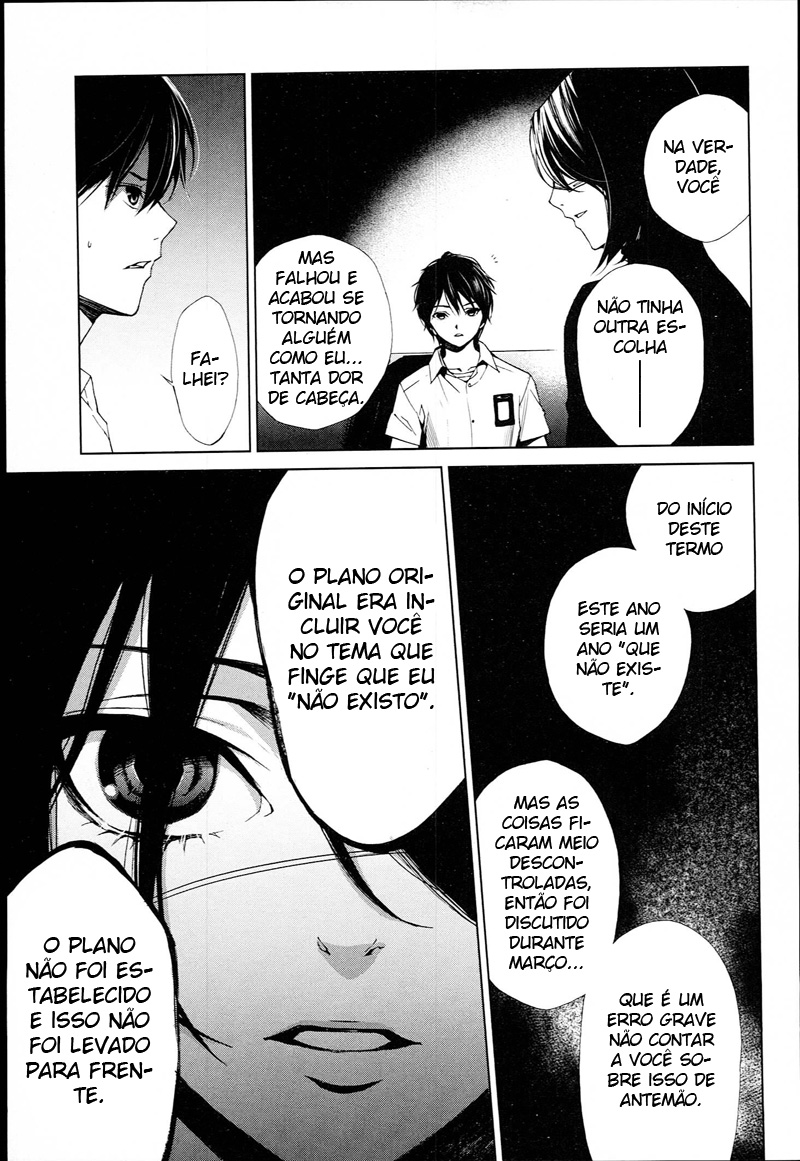 NA VER-
DADE,
VOCÊ
NÃO TINHA
OUTRA ES-
COLHA
MAS
FALHOU E
ACABOU SE
TORNANDO
ALGUÉM
COMO EU...
TANTA DOR
DE CABEÇA.
FA-
LHEI?
DO INÍCIO
DESTE
TERMO
ESTE ANO
SERIA UM
ANO "QUE
NÃO EXIS-
TE".
MAS AS
COISAS FI-
CARAM MEIO
DESCON-
TROLADAS,
ENTÃO FOI
DISCUTIDO
DURANTE
MARÇO...
QUE É UM
ERRO GRAVE
NÃO CONTAR
A VOCÊ SO-
BRE ISSO DE
ANTEMÃO.
O PLANO ORI-
GINAL ERA IN-
CLUIR VOCÊ
NO TEMA QUE
FINGE QUE EU
"NÃO EXISTO".
O PLANO
NÃO FOI ES-
TABELECIDO
E ISSO NÃO
FOI LEVADO
PARA FREN-
TE.